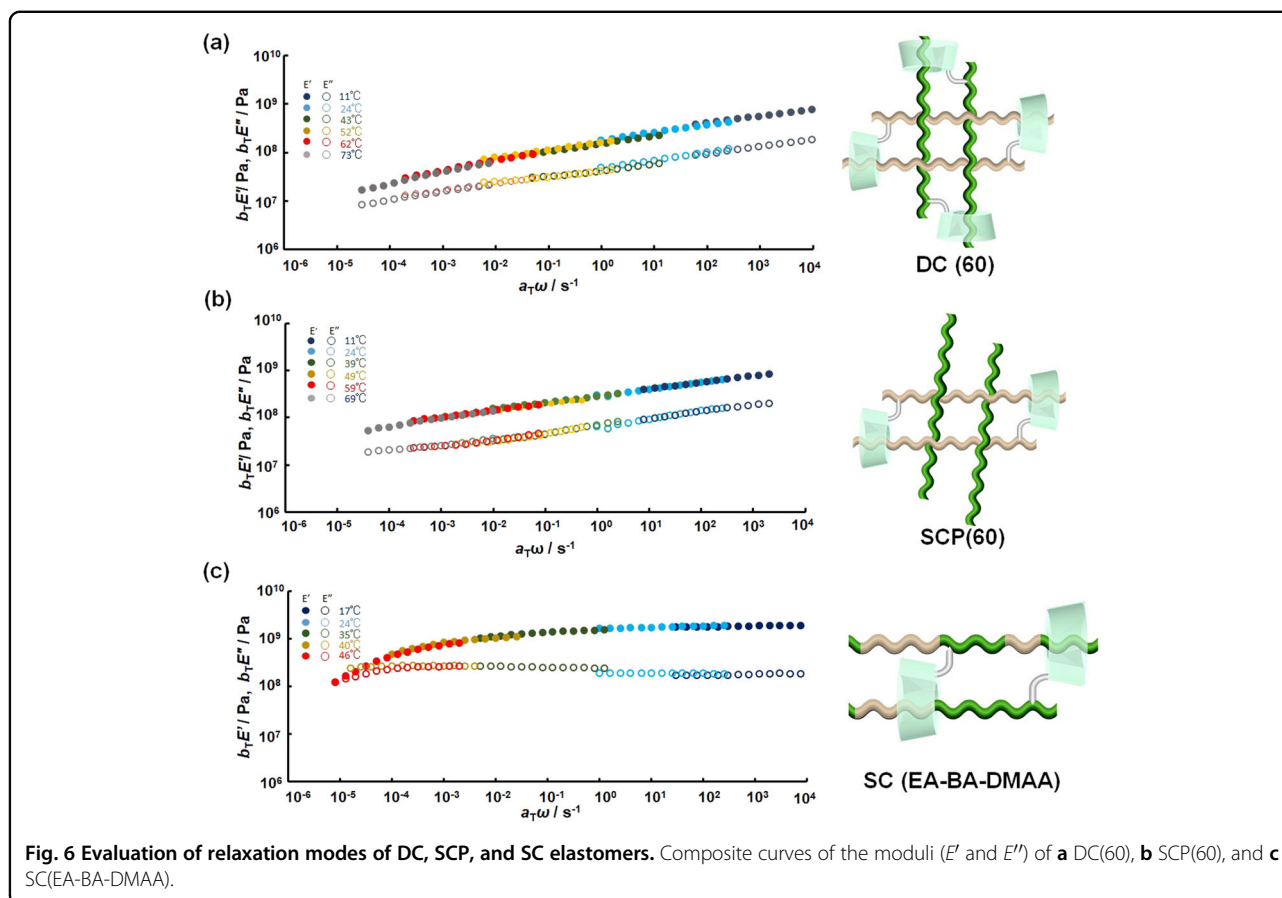 (a)
10¹⁰
10⁹
10⁸
10⁷
10⁶
b_T E'/ Pa, b_T E'' / Pa
E' E''
11°C
24°C
43°C
52°C
62°C
73°C
10⁻⁶ 10⁻⁵ 10⁻⁴ 10⁻³ 10⁻² 10⁻¹ 10⁰ 10¹ 10² 10³ 10⁴
a_T ω / s⁻¹
DC (60)
(b)
10¹⁰
10⁹
10⁸
10⁷
10⁶
b_T E'/ Pa, b_T E'' / Pa
E' E''
11°C
24°C
39°C
49°C
59°C
69°C
10⁻⁶ 10⁻⁵ 10⁻⁴ 10⁻³ 10⁻² 10⁻¹ 10⁰ 10¹ 10² 10³ 10⁴
a_T ω / s⁻¹
SCP(60)
(c)
10¹⁰
10⁹
10⁸
10⁷
10⁶
b_T E' / Pa, b_T E'' / Pa
E' E''
17°C
24°C
35°C
40°C
46°C
10⁻⁶ 10⁻⁵ 10⁻⁴ 10⁻³ 10⁻² 10⁻¹ 10⁰ 10¹ 10² 10³ 10⁴
a_T ω / s⁻¹
SC (EA-BA-DMAA)
Fig. 6 Evaluation of relaxation modes of DC, SCP, and SC elastomers. Composite curves of the moduli (E′ and E″) of a DC(60), b SCP(60), and c
SC(EA-BA-DMAA).